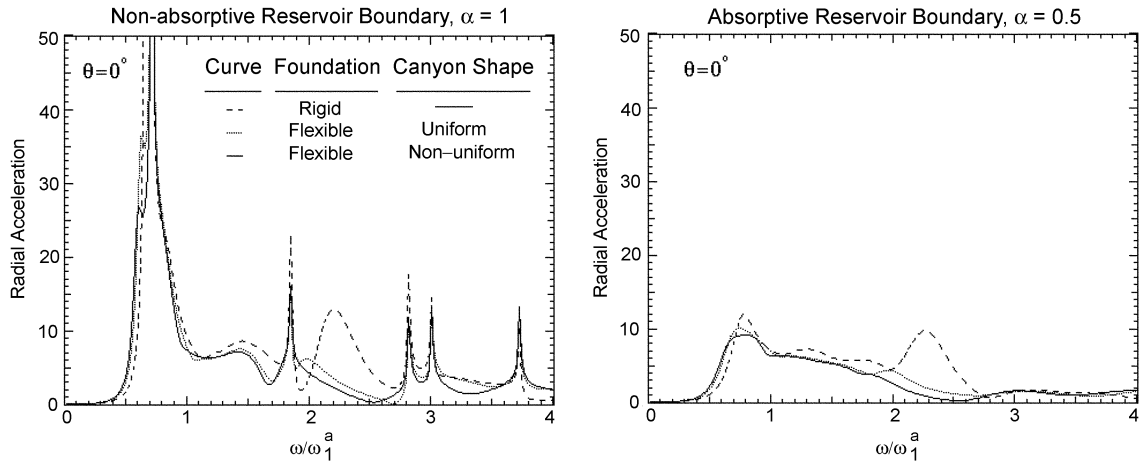 Non-absorptive Reservoir Boundary, α = 1
θ=0°
Curve Foundation Canyon Shape
Rigid
Flexible Uniform
Flexible Non–uniform
50
40
30
20
10
0
Radial Acceleration
0 1 2 3 4
ω/ω₁ᵃ
Absorptive Reservoir Boundary, α = 0.5
θ=0°
50
40
30
20
10
0
Radial Acceleration
0 1 2 3 4
ω/ω₁ᵃ